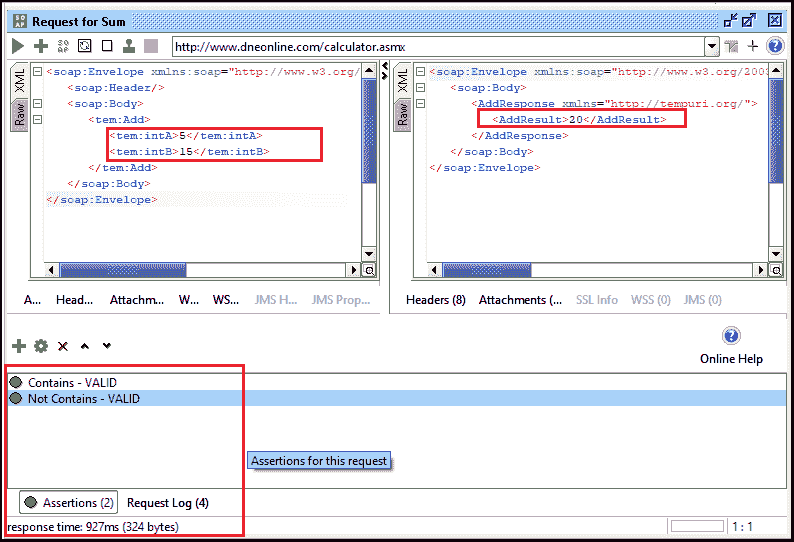 SO
AP
Request for Sum
http://www.dneonline.com/calculator.asmx
XML
Raw
<soap:Envelope xmlns:soap="http://www.w3.org/
<soap:Header/>
<soap:Body>
<tem:Add>
<tem:intA>5</tem:intA>
<tem:intB>15</tem:intB>
</tem:Add>
</soap:Body>
</soap:Envelope>
XML
Raw
<soap:Envelope xmlns:soap="http://www.w3.org/200
<soap:Body>
<AddResponse xmlns="http://tempuri.org/">
<AddResult>20</AddResult>
</AddResponse>
</soap:Body>
</soap:Envelope>
A... Head... Attachm... W... WS... JMS H... JMS Prop...
Headers (8) Attachments (... SSL Info WSS (0) JMS (0)
Online Help
Contains - VALID
Not Contains - VALID
Assertions for this request
Assertions (2) Request Log (4)
response time: 927ms (324 bytes)
1 : 1